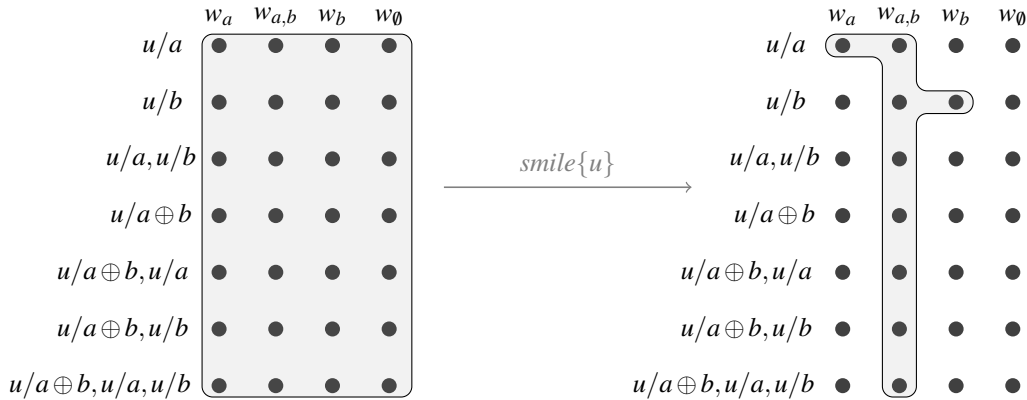 w_a w_{a,b} w_b w_∅ w_a w_{a,b} w_b w_∅
u/a u/a
u/b u/b
u/a,u/b smile{u} u/a,u/b
u/a⊕b u/a⊕b
u/a⊕b,u/a u/a⊕b,u/a
u/a⊕b,u/b u/a⊕b,u/b
u/a⊕b,u/a,u/b u/a⊕b,u/a,u/b